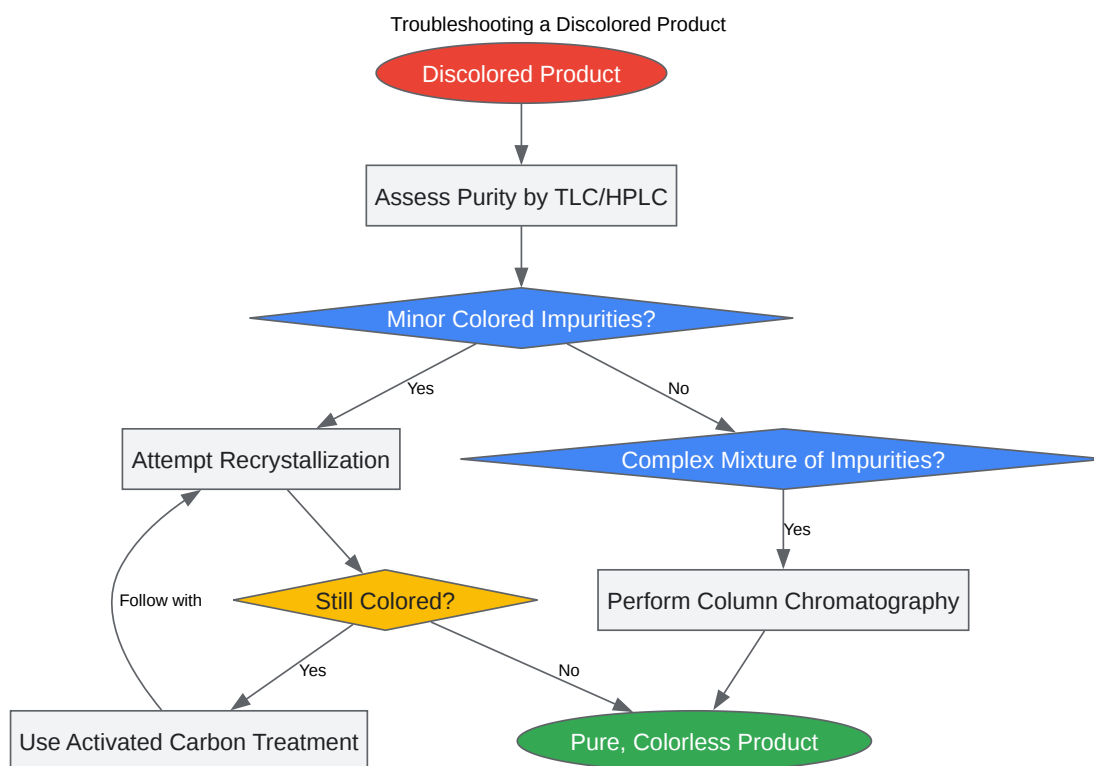 Troubleshooting a Discolored Product
Discolored Product
Assess Purity by TLC/HPLC
Minor Colored Impurities?
Yes
No
Attempt Recrystallization
Complex Mixture of Impurities?
Yes
Follow with
Still Colored?
Perform Column Chromatography
Yes
No
Use Activated Carbon Treatment
Pure, Colorless Product